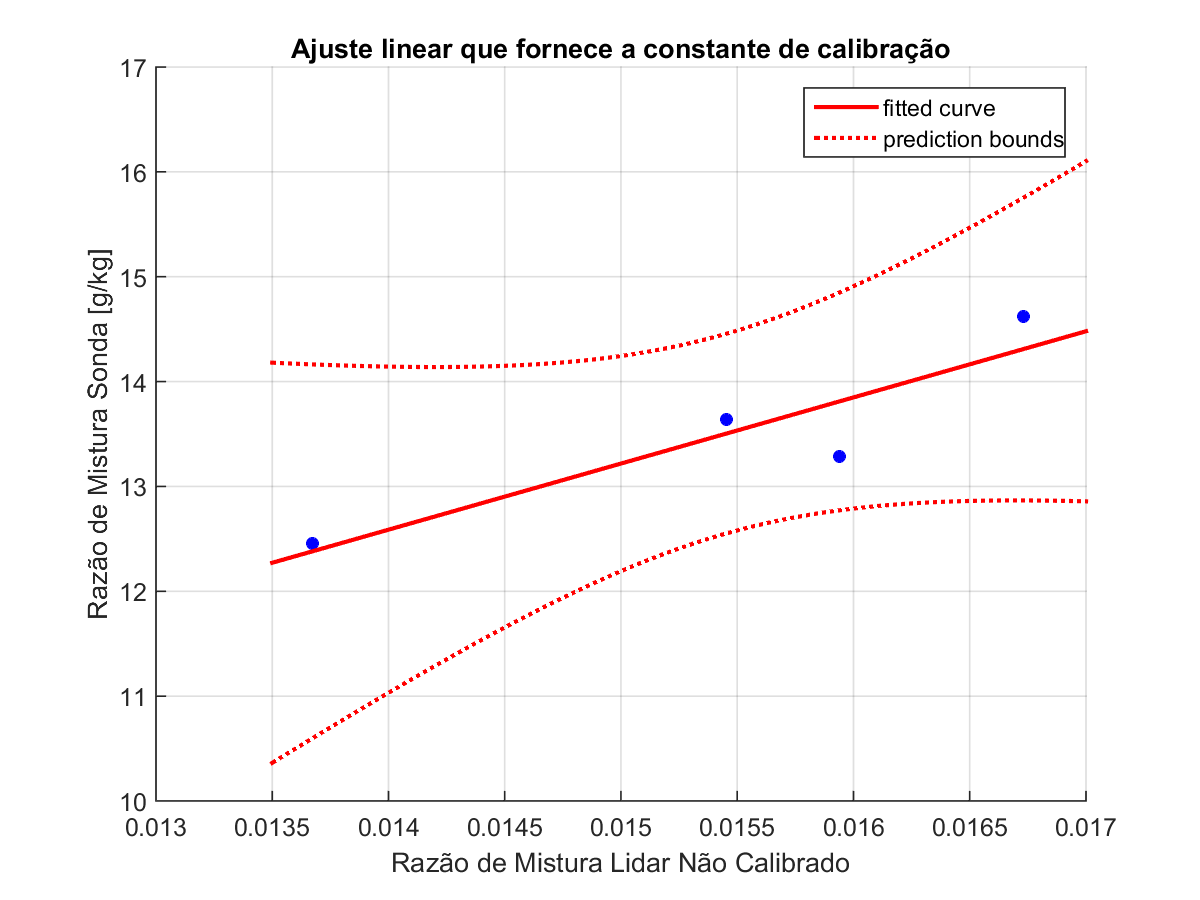 Ajuste linear que fornece a constante de calibração
fitted curve
prediction bounds
17
16
15
14
13
12
11
10
Razão de Mistura Sonda [g/kg]
0.013 0.0135 0.014 0.0145 0.015 0.0155 0.016 0.0165 0.017
Razão de Mistura Lidar Não Calibrado